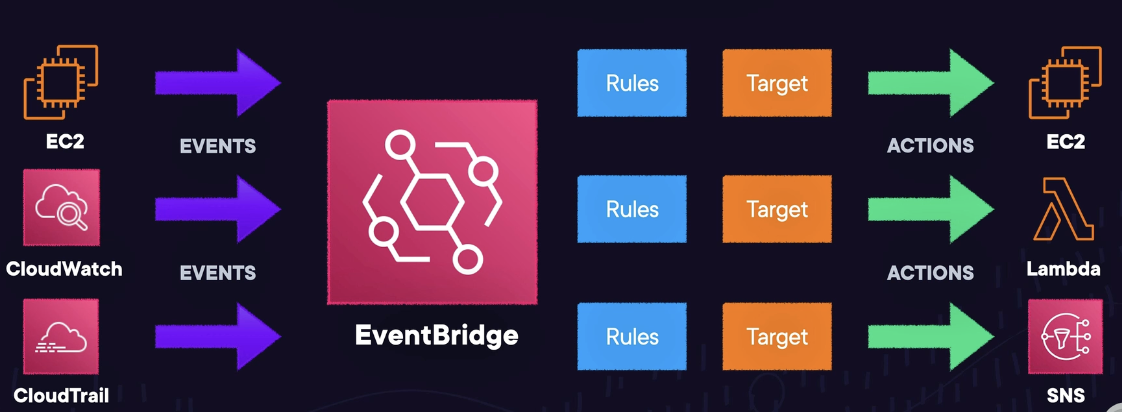 Rules Target
EC2 EVENTS ACTIONS EC2
Rules Target
CloudWatch EVENTS ACTIONS Lambda
EventBridge Rules Target
CloudTrail SNS